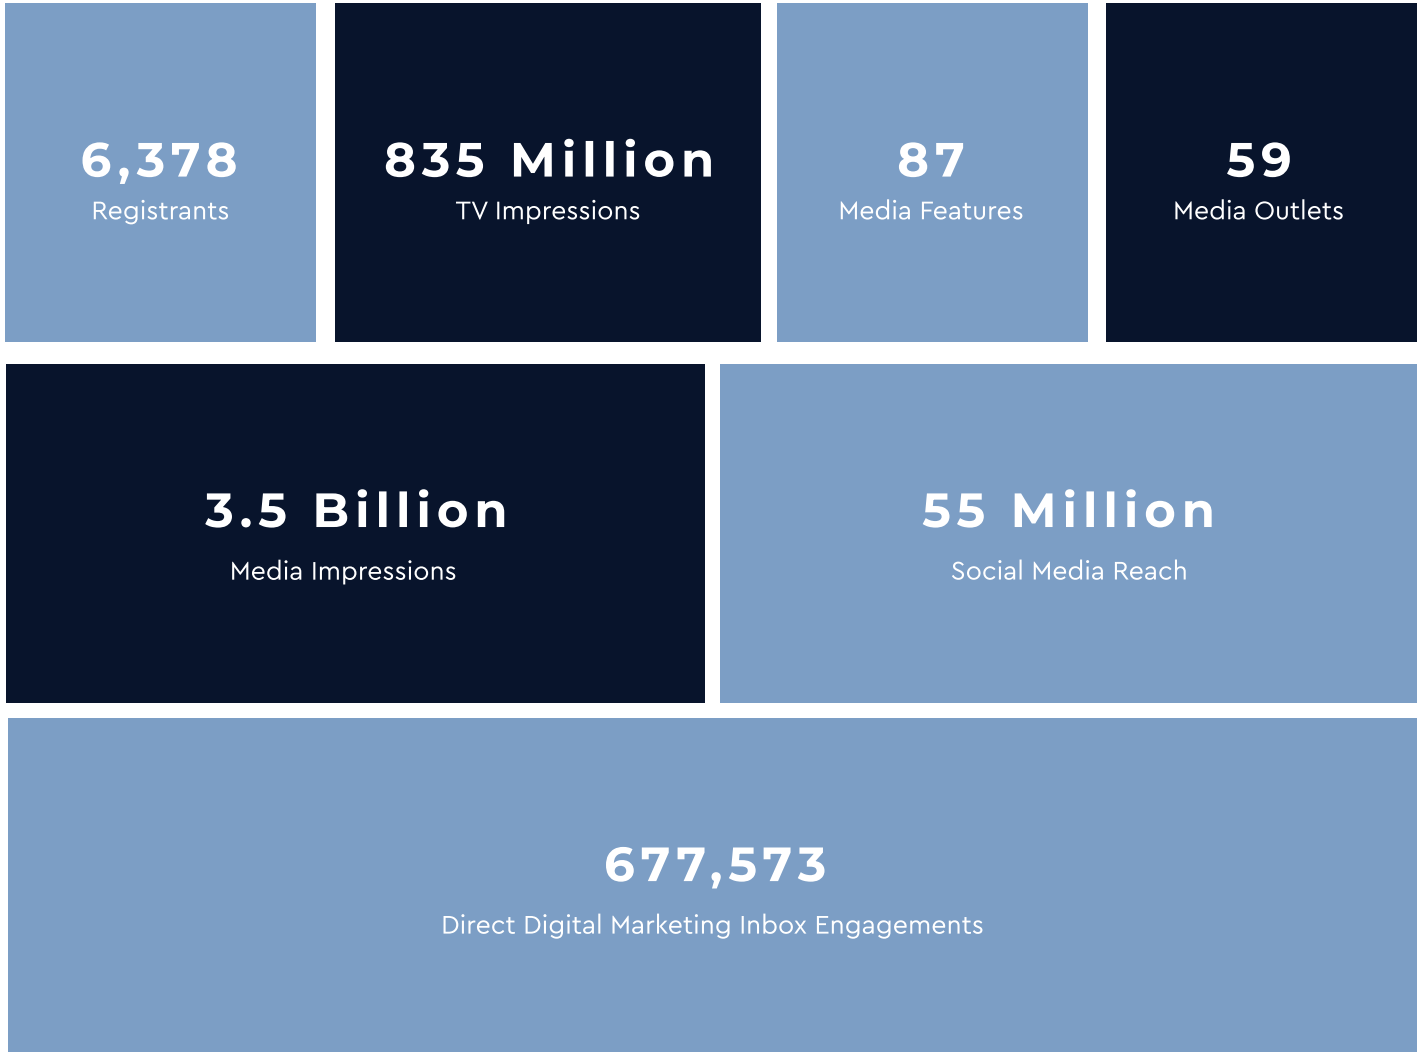 6,378
Registrants
835 Million
TV Impressions
87
Media Features
59
Media Outlets
3.5 Billion
Media Impressions
55 Million
Social Media Reach
677,573
Direct Digital Marketing Inbox Engagements